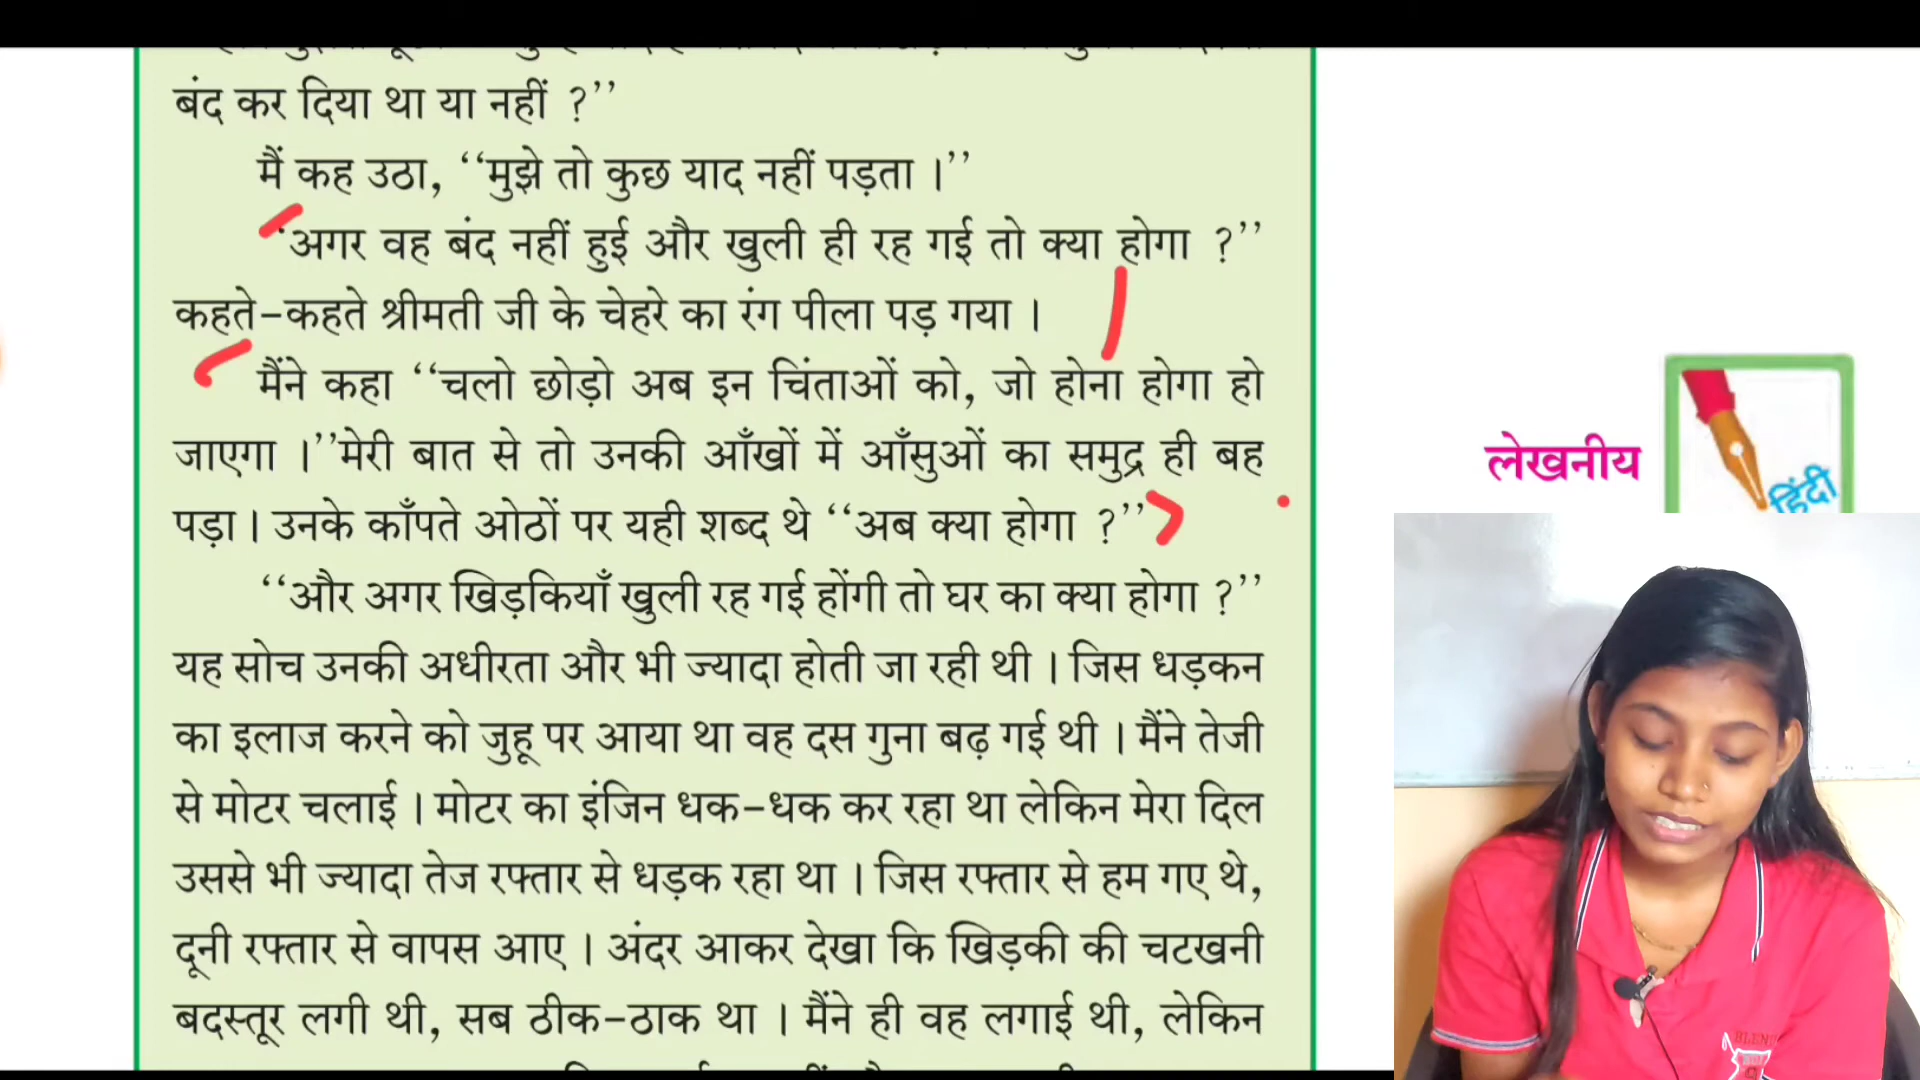 बंद कर दिया था या नहीं ?’’
मैं कह उठा, ‘‘मुझे तो कुछ याद नहीं पड़ता ।’’
‘अगर वह बंद नहीं हुई और खुली ही रह गई तो क्या होगा ?’’
कहते-कहते श्रीमती जी के चेहरे का रंग पीला पड़ गया ।
मैंने कहा ‘‘चलो छोड़ो अब इन चिंताओं को, जो होना होगा हो
जाएगा ।’’मेरी बात से तो उनकी आँखों में आँसुओं का समुद्र ही बह
पड़ा । उनके काँपते ओठों पर यही शब्द थे ‘‘अब क्या होगा ?’’
‘‘और अगर खिड़कियाँ खुली रह गई होंगी तो घर का क्या होगा ?’’
यह सोच उनकी अधीरता और भी ज्यादा होती जा रही थी । जिस धड़कन
का इलाज करने को जुहू पर आया था वह दस गुना बढ़ गई थी । मैंने तेजी
से मोटर चलाई । मोटर का इंजिन धक-धक कर रहा था लेकिन मेरा दिल
उससे भी ज्यादा तेज रफ्तार से धड़क रहा था । जिस रफ्तार से हम गए थे,
दूनी रफ्तार से वापस आए । अंदर आकर देखा कि खिड़की की चटखनी
बदस्तूर लगी थी, सब ठीक-ठाक था । मैंने ही वह लगाई थी, लेकिन
लेखनीय
हिंदी